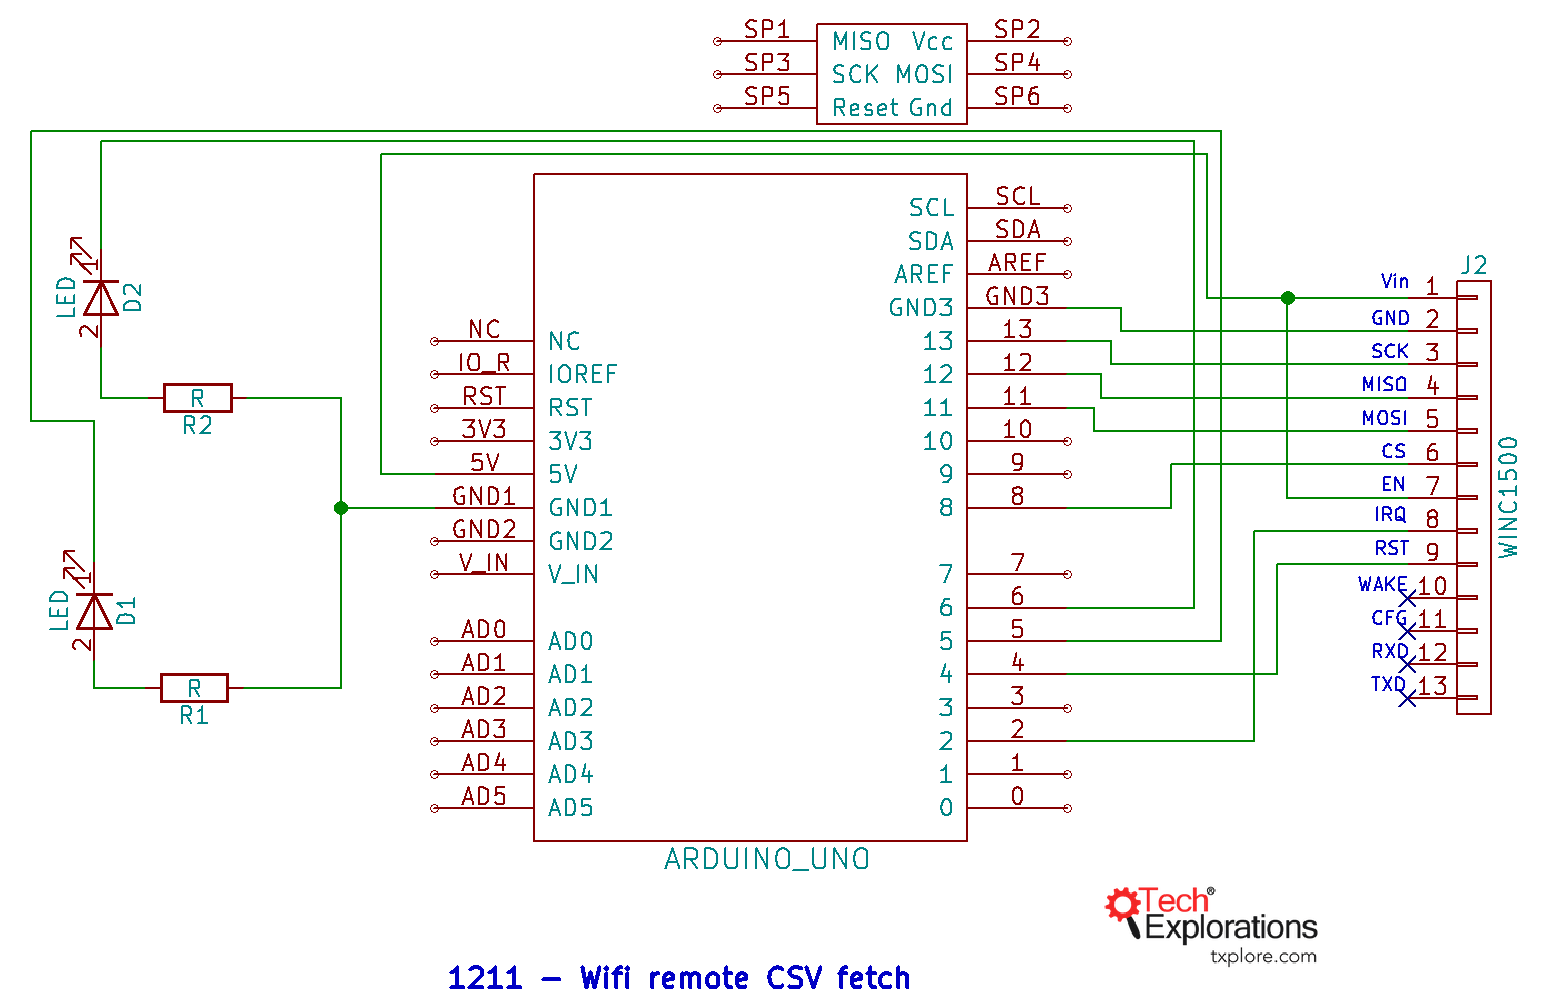 SP1 MISO Vcc SP2
SP3 SCK MOSI SP4
SP5 Reset Gnd SP6
SCL SCL
SDA SDA
AREF AREF
GND3 GND3
13 13
12 12
11 11
10 10
9 9
8 8
7 7
6 6
5 5
4 4
3 3
2 2
1 1
0 0
NC NC
IO_R IOREF
RST RST
3V3 3V3
5V 5V
GND1 GND1
GND2 GND2
V_IN V_IN
AD0 AD0
AD1 AD1
AD2 AD2
AD3 AD3
AD4 AD4
AD5 AD5
ARDUINO_UNO
LED 1 2 D2
R
R2
LED 1 2 D1
R
R1
J2
Vin 1
GND 2
SCK 3
MISO 4
MOSI 5
CS 6
EN 7
IRQ 8
RST 9
WAKE 10
CFG 11
RXD 12
TXD 13
WINC1500
Tech®
Explorations
txplore.com
1211 - Wifi remote CSV fetch